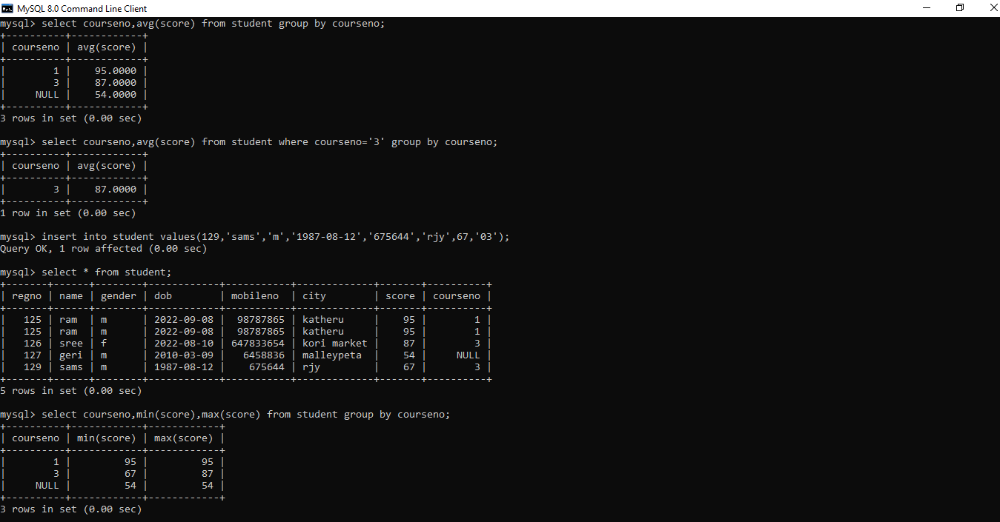 MySQL 8.0 Command Line Client
mysql> select courseno,avg(score) from student group by courseno;
+----------+------------+
| courseno | avg(score) |
+----------+------------+
|        1 |    95.0000 |
|        3 |    87.0000 |
|     NULL |    54.0000 |
+----------+------------+
3 rows in set (0.00 sec)

mysql> select courseno,avg(score) from student where courseno='3' group by courseno;
+----------+------------+
| courseno | avg(score) |
+----------+------------+
|        3 |    87.0000 |
+----------+------------+
1 row in set (0.00 sec)

mysql> insert into student values(129,'sams','m','1987-08-12','675644','rjy',67,'03');
Query OK, 1 row affected (0.00 sec)

mysql> select * from student;
+-------+------+--------+------------+-----------+-------------+-------+----------+
| regno | name | gender | dob        | mobileno  | city        | score | courseno |
+-------+------+--------+------------+-----------+-------------+-------+----------+
|   125 | ram  | m      | 2022-09-08 |  98787865 | katheru     |    95 |        1 |
|   125 | ram  | m      | 2022-09-08 |  98787865 | katheru     |    95 |        1 |
|   126 | sree | f      | 2022-08-10 | 647833654 | kori market |    87 |        3 |
|   127 | geri | m      | 2010-03-09 |   6458836 | malleypeta  |    54 |     NULL |
|   129 | sams | m      | 1987-08-12 |    675644 | rjy         |    67 |        3 |
+-------+------+--------+------------+-----------+-------------+-------+----------+
5 rows in set (0.00 sec)

mysql> select courseno,min(score),max(score) from student group by courseno;
+----------+------------+------------+
| courseno | min(score) | max(score) |
+----------+------------+------------+
|        1 |         95 |         95 |
|        3 |         67 |         87 |
|     NULL |         54 |         54 |
+----------+------------+------------+
3 rows in set (0.00 sec)